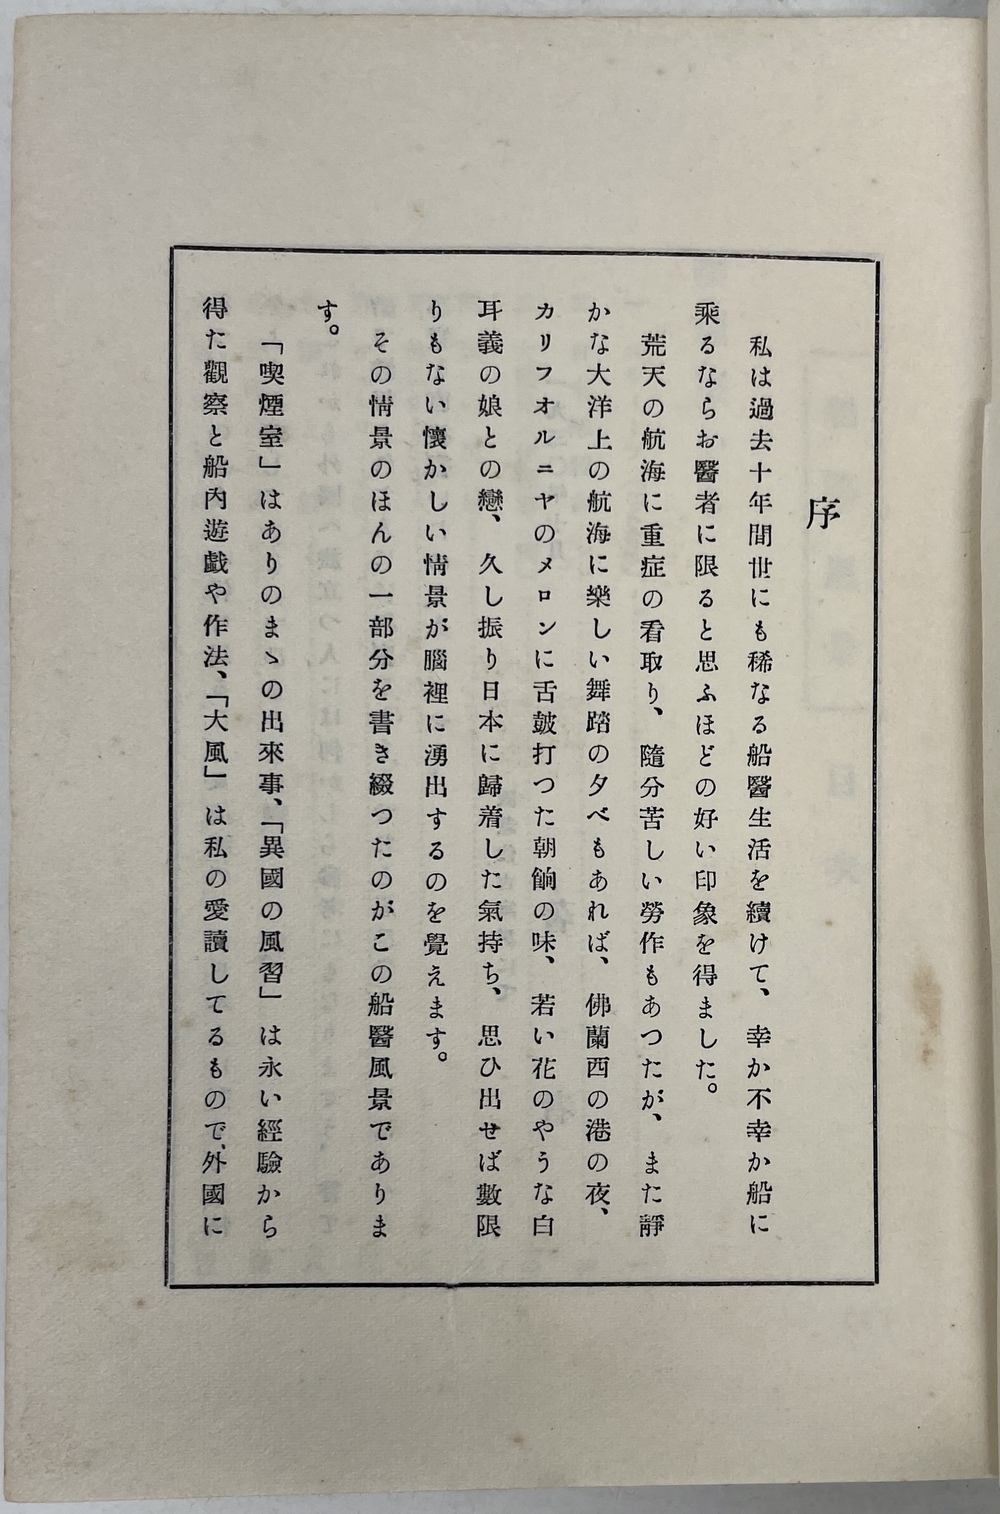 序
私は過去十年間世にも稀なる船醫生活を續けて、幸か不幸か船に
乘るならお醫者に限ると思ふほどの好い印象を得ました。
荒天の航海に重症の看取り、隨分苦しい勞作もあつたが、また靜
かな大洋上の航海に樂しい舞踏の夕べもあれば、佛蘭西の港の夜、
カリフオルニヤのメロンに舌皷打つた朝餉の味、若い花のやうな白
耳義の娘との戀、久し振り日本に歸着した氣持ち、思ひ出せば數限
りもない懷かしい情景が腦裡に湧出するのを覺えます。
その情景のほんの一部分を書き綴つたのがこの船醫風景でありま
す。
「喫煙室」はありのまゝの出來事、「異國の風習」は永い經驗から
得た觀察と船內遊戲や作法、「大風」は私の愛讀してるもので、外國に